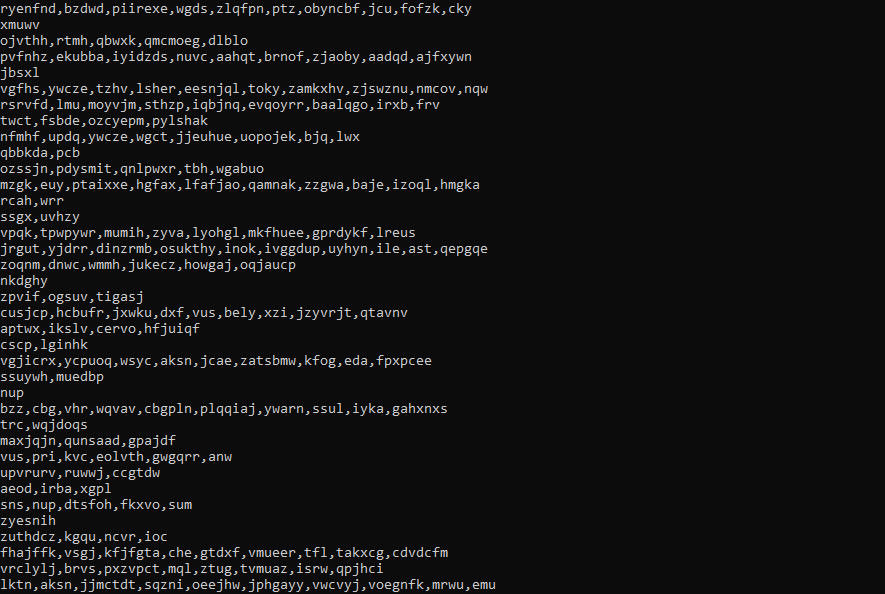 ryenfnd,bzdwd,piirexe,wgds,zlqfpn,ptz,obyncbf,jcu,fofzk,cky
xmuwv
ojvthh,rtmh,qbwxk,qmcmoeg,dlblo
pvfnhz,ekubba,iyidzds,nuvc,aahqt,brnof,zjaoby,aadqd,ajfxywn
jbsxl
vgfhs,ywcze,tzhv,lsher,eesnjql,toky,zamkxhv,zjswznu,nmcov,nqw
rsrvfd,lmu,moyvjm,sthzp,iqbjnq,evqoyrr,baalqgo,irxb,frv
twct,fsbde,ozcyepm,pylshak
nfmhf,updq,ywcze,wgct,jjeuhue,uopojek,bjq,lwx
qbbkda,pcb
ozssjn,pdysmit,qnlpwxr,tbh,wgabuo
mzgk,euy,ptaixxe,hgfax,lfafjao,qamnak,zzgwa,baje,izoql,hmgka
rcah,wrr
ssgx,uvhzy
vpqk,tpwpywr,mumih,zyva,lyohgl,mkfhuee,gprdykf,lreus
jrgut,yjdrr,dinzrmb,osukthy,inok,ivggdup,uyhyn,ile,ast,qepgqe
zoqnm,dnwc,wmmh,jukecz,howgaj,oqjaucp
nkdghy
zpvif,ogsuv,tigasj
cusjcp,hcbufr,jxwku,dxf,vus,bely,xzi,jzyvrjt,qtavnv
aptwx,ikslv,cervo,hfjuiqf
cscp,lginhk
vgjicrx,ycpuoq,wsyc,aksn,jcae,zatsbmw,kfog,eda,fpxpcee
ssuywh,muedbp
nup
bzz,cbg,vhr,wqvav,cbgpln,plqqiaj,ywarn,ssul,iyka,gahxnxs
trc,wqjdoqs
maxjqjn,qunsaad,gpajdf
vus,pri,kvc,eolvth,gwgqrr,anw
upvrurv,ruwwj,ccgtdw
aeod,irba,xgpl
sns,nup,dtsfoh,fkxvo,sum
zyesnih
zuthdcz,kgqu,ncvr,ioc
fhajffk,vsgj,kfjfgta,che,gtdxf,vmueer,tfl,takxcg,cdvdcfm
vrclylj,brvs,pxzvpct,mql,ztug,tvmuaz,isrw,qpjhci
lktn,aksn,jjmctdt,sqzni,oeejhw,jphgayy,vwcvyj,voegnfk,mrwu,emu